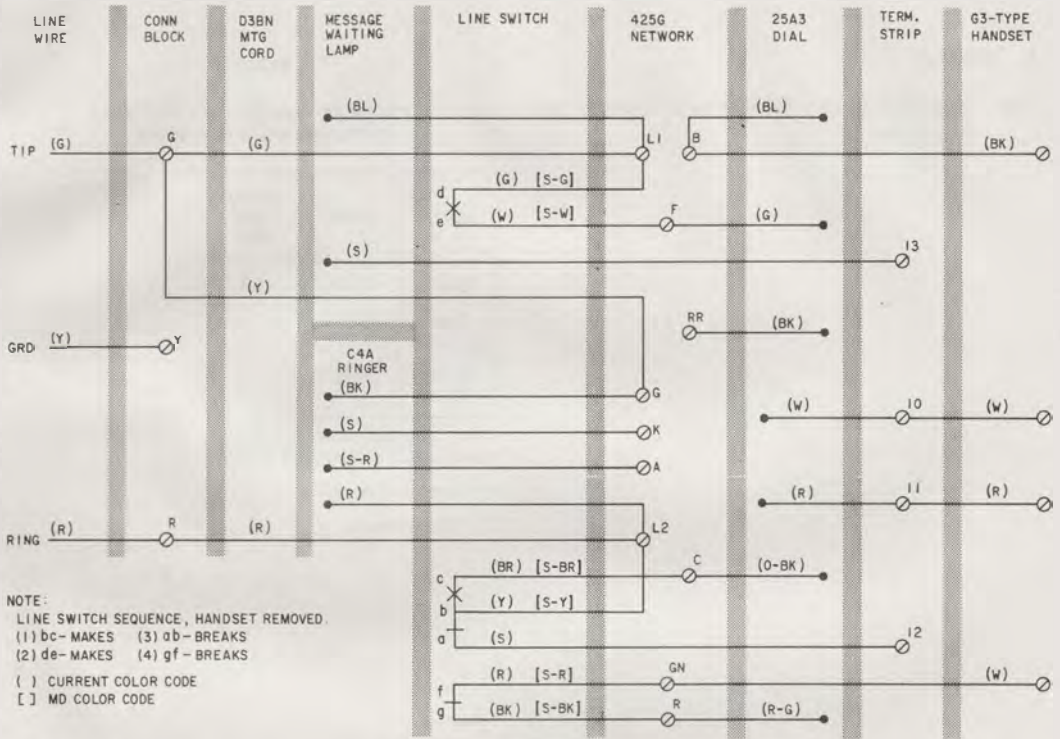 LINE WIRE
CONN BLOCK
D3BN MTG CORD
MESSAGE WAITING LAMP
LINE SWITCH
425G NETWORK
25A3 DIAL
TERM. STRIP
G3-TYPE HANDSET
(BL)
(BL)
TIP (G) G (G) L1 B (BK)
d (G) [S-G]
e (W) [S-W] F (G)
(S) 13
(Y)
RR (BK)
GRD (Y) Y
C4A RINGER
(BK) G
(W) 10 (W)
(S) K
(S-R) A
(R)
(R) 11 (R)
RING (R) R (R) L2
c (BR) [S-BR] C (O-BK)
b (Y) [S-Y]
a (S) 12
f (R) [S-R] GN (W)
g (BK) [S-BK] R (R-G)
NOTE:
LINE SWITCH SEQUENCE, HANDSET REMOVED.
(1) bc- MAKES (3) ab- BREAKS
(2) de- MAKES (4) gf- BREAKS
( ) CURRENT COLOR CODE
[ ] MD COLOR CODE